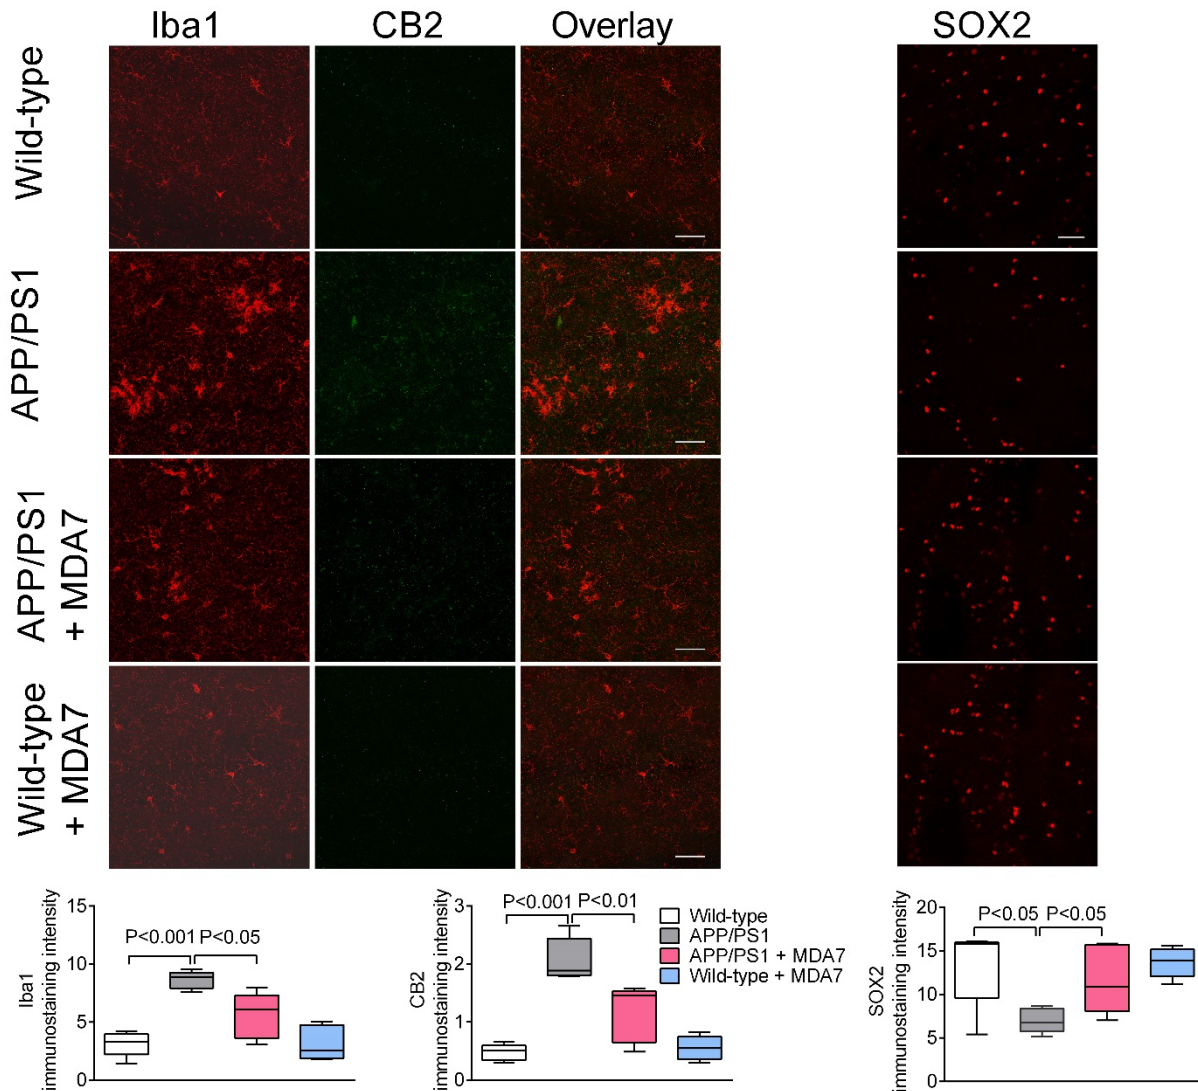 Iba1 CB2 Overlay SOX2
Wild-type
APP/PS1
APP/PS1
+ MDA7
Wild-type
+ MDA7
Iba1
immunostaining intensity
15
10
5
0
P<0.001 P<0.05
CB2
immunostaining intensity
3
2
1
0
P<0.001 P<0.01
Wild-type
APP/PS1
APP/PS1 + MDA7
Wild-type + MDA7
SOX2
immunostaining intensity
20
15
10
5
0
P<0.05 P<0.05